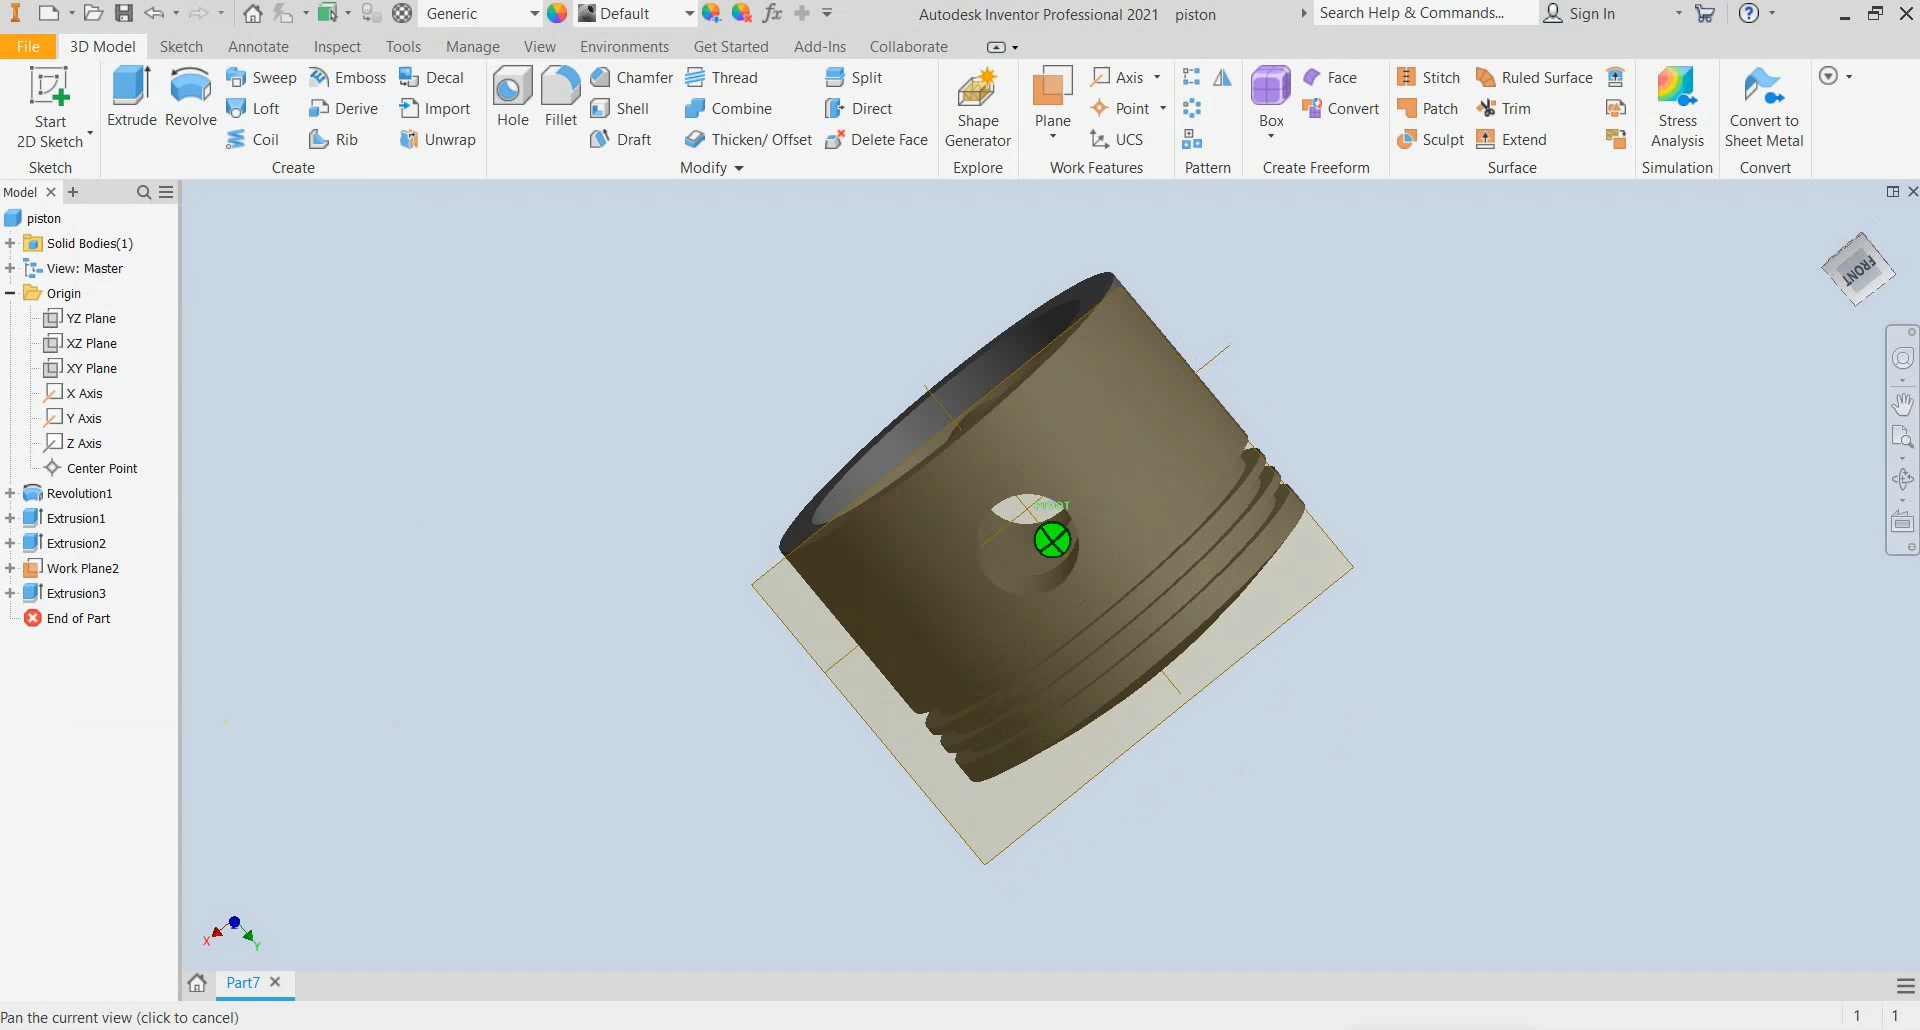 Generic
Default
Autodesk Inventor Professional 2021 piston
Search Help & Commands...
Sign In
File 3D Model Sketch Annotate Inspect Tools Manage View Environments Get Started Add-Ins Collaborate
Start
2D Sketch
Sketch
Extrude
Revolve
Sweep
Emboss
Decal
Loft
Derive
Import
Coil
Rib
Unwrap
Create
Hole
Fillet
Chamfer
Thread
Split
Shell
Combine
Direct
Draft
Thicken/ Offset
Delete Face
Modify
Shape
Generator
Explore
Plane
Axis
Point
UCS
Work Features
Pattern
Box
Face
Convert
Create Freeform
Stitch
Ruled Surface
Patch
Trim
Sculpt
Extend
Surface
Stress
Analysis
Simulation
Convert to
Sheet Metal
Convert
Model
piston
Solid Bodies(1)
View: Master
Origin
YZ Plane
XZ Plane
XY Plane
X Axis
Y Axis
Z Axis
Center Point
Revolution1
Extrusion1
Extrusion2
Work Plane2
Extrusion3
End of Part
FRONT
X
Y
Part7
Pan the current view (click to cancel)
1 1